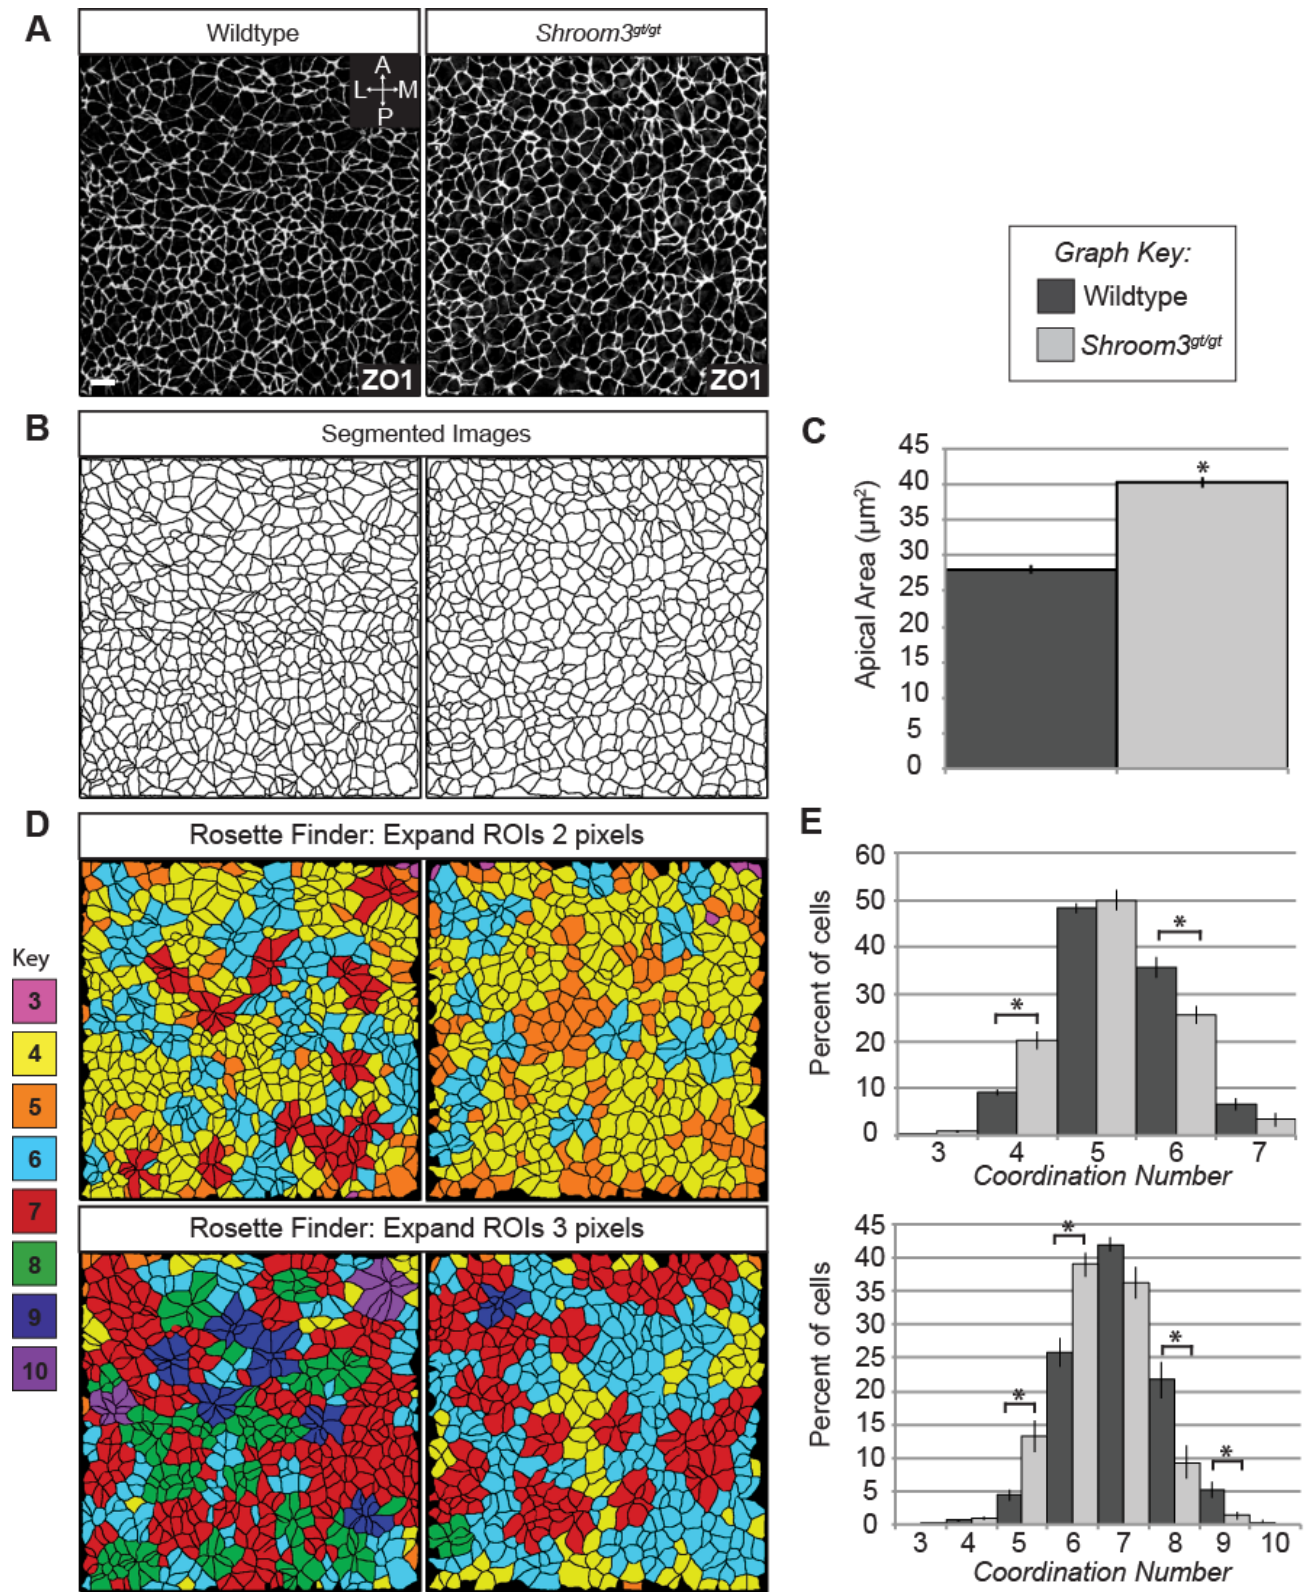 A
Wildtype
Shroom3gt/gt
A
L
M
P
ZO1
ZO1
Graph Key:
Wildtype
Shroom3gt/gt
B
Segmented Images
C
45
40
35
30
25
20
15
10
5
0
Apical Area (µm2)
*
D
Rosette Finder: Expand ROIs 2 pixels
Key
3
4
5
6
7
8
9
10
Rosette Finder: Expand ROIs 3 pixels
E
60
50
40
30
20
10
0
Percent of cells
*
*
3 4 5 6 7
Coordination Number
45
40
35
30
25
20
15
10
5
0
Percent of cells
*
*
*
*
3 4 5 6 7 8 9 10
Coordination Number